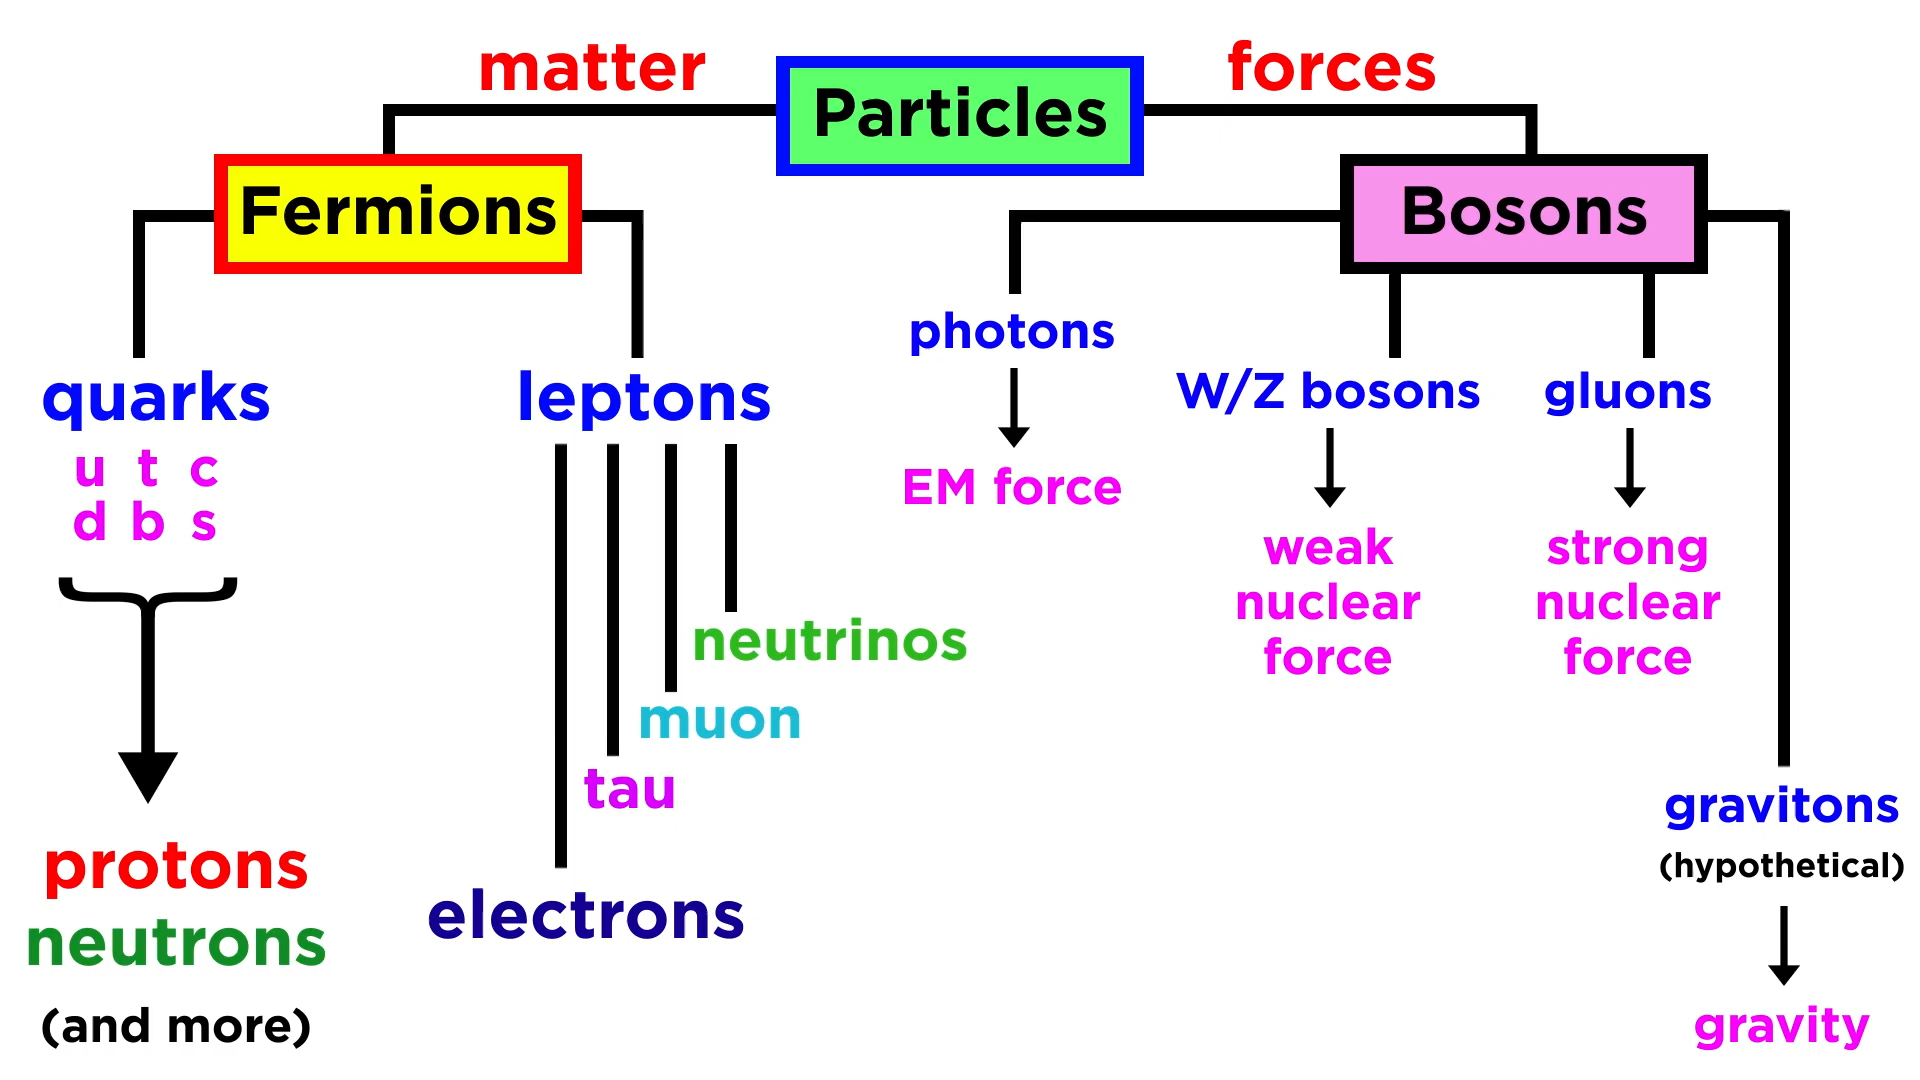 matter
Particles
forces
Fermions
Bosons
quarks
u t c
d b s
protons
neutrons
(and more)
leptons
neutrinos
muon
tau
electrons
photons
EM force
W/Z bosons
weak
nuclear
force
gluons
strong
nuclear
force
gravitons
(hypothetical)
gravity